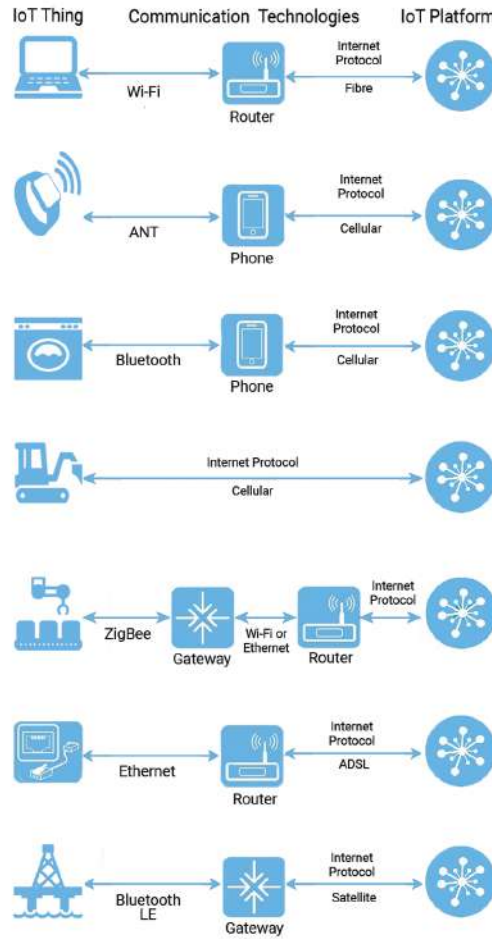 IoT Thing Communication Technologies IoT Platform
Internet
Protocol
Wi-Fi
Fibre
Router
Internet
Protocol
ANT
Cellular
Phone
Internet
Protocol
Bluetooth
Cellular
Phone
Internet Protocol
Cellular
Internet
Protocol
ZigBee
Wi-Fi or
Ethernet
Gateway
Router
Internet
Protocol
Ethernet
ADSL
Router
Internet
Protocol
Bluetooth
LE
Satellite
Gateway